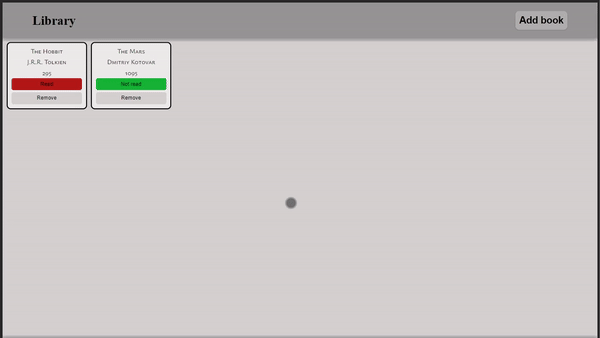 Library
Add book
The Hobbit
J.R.R. Tolkien
295
Read
Remove
The Mars
Dmitriy Kotovar
1095
Not read
Remove